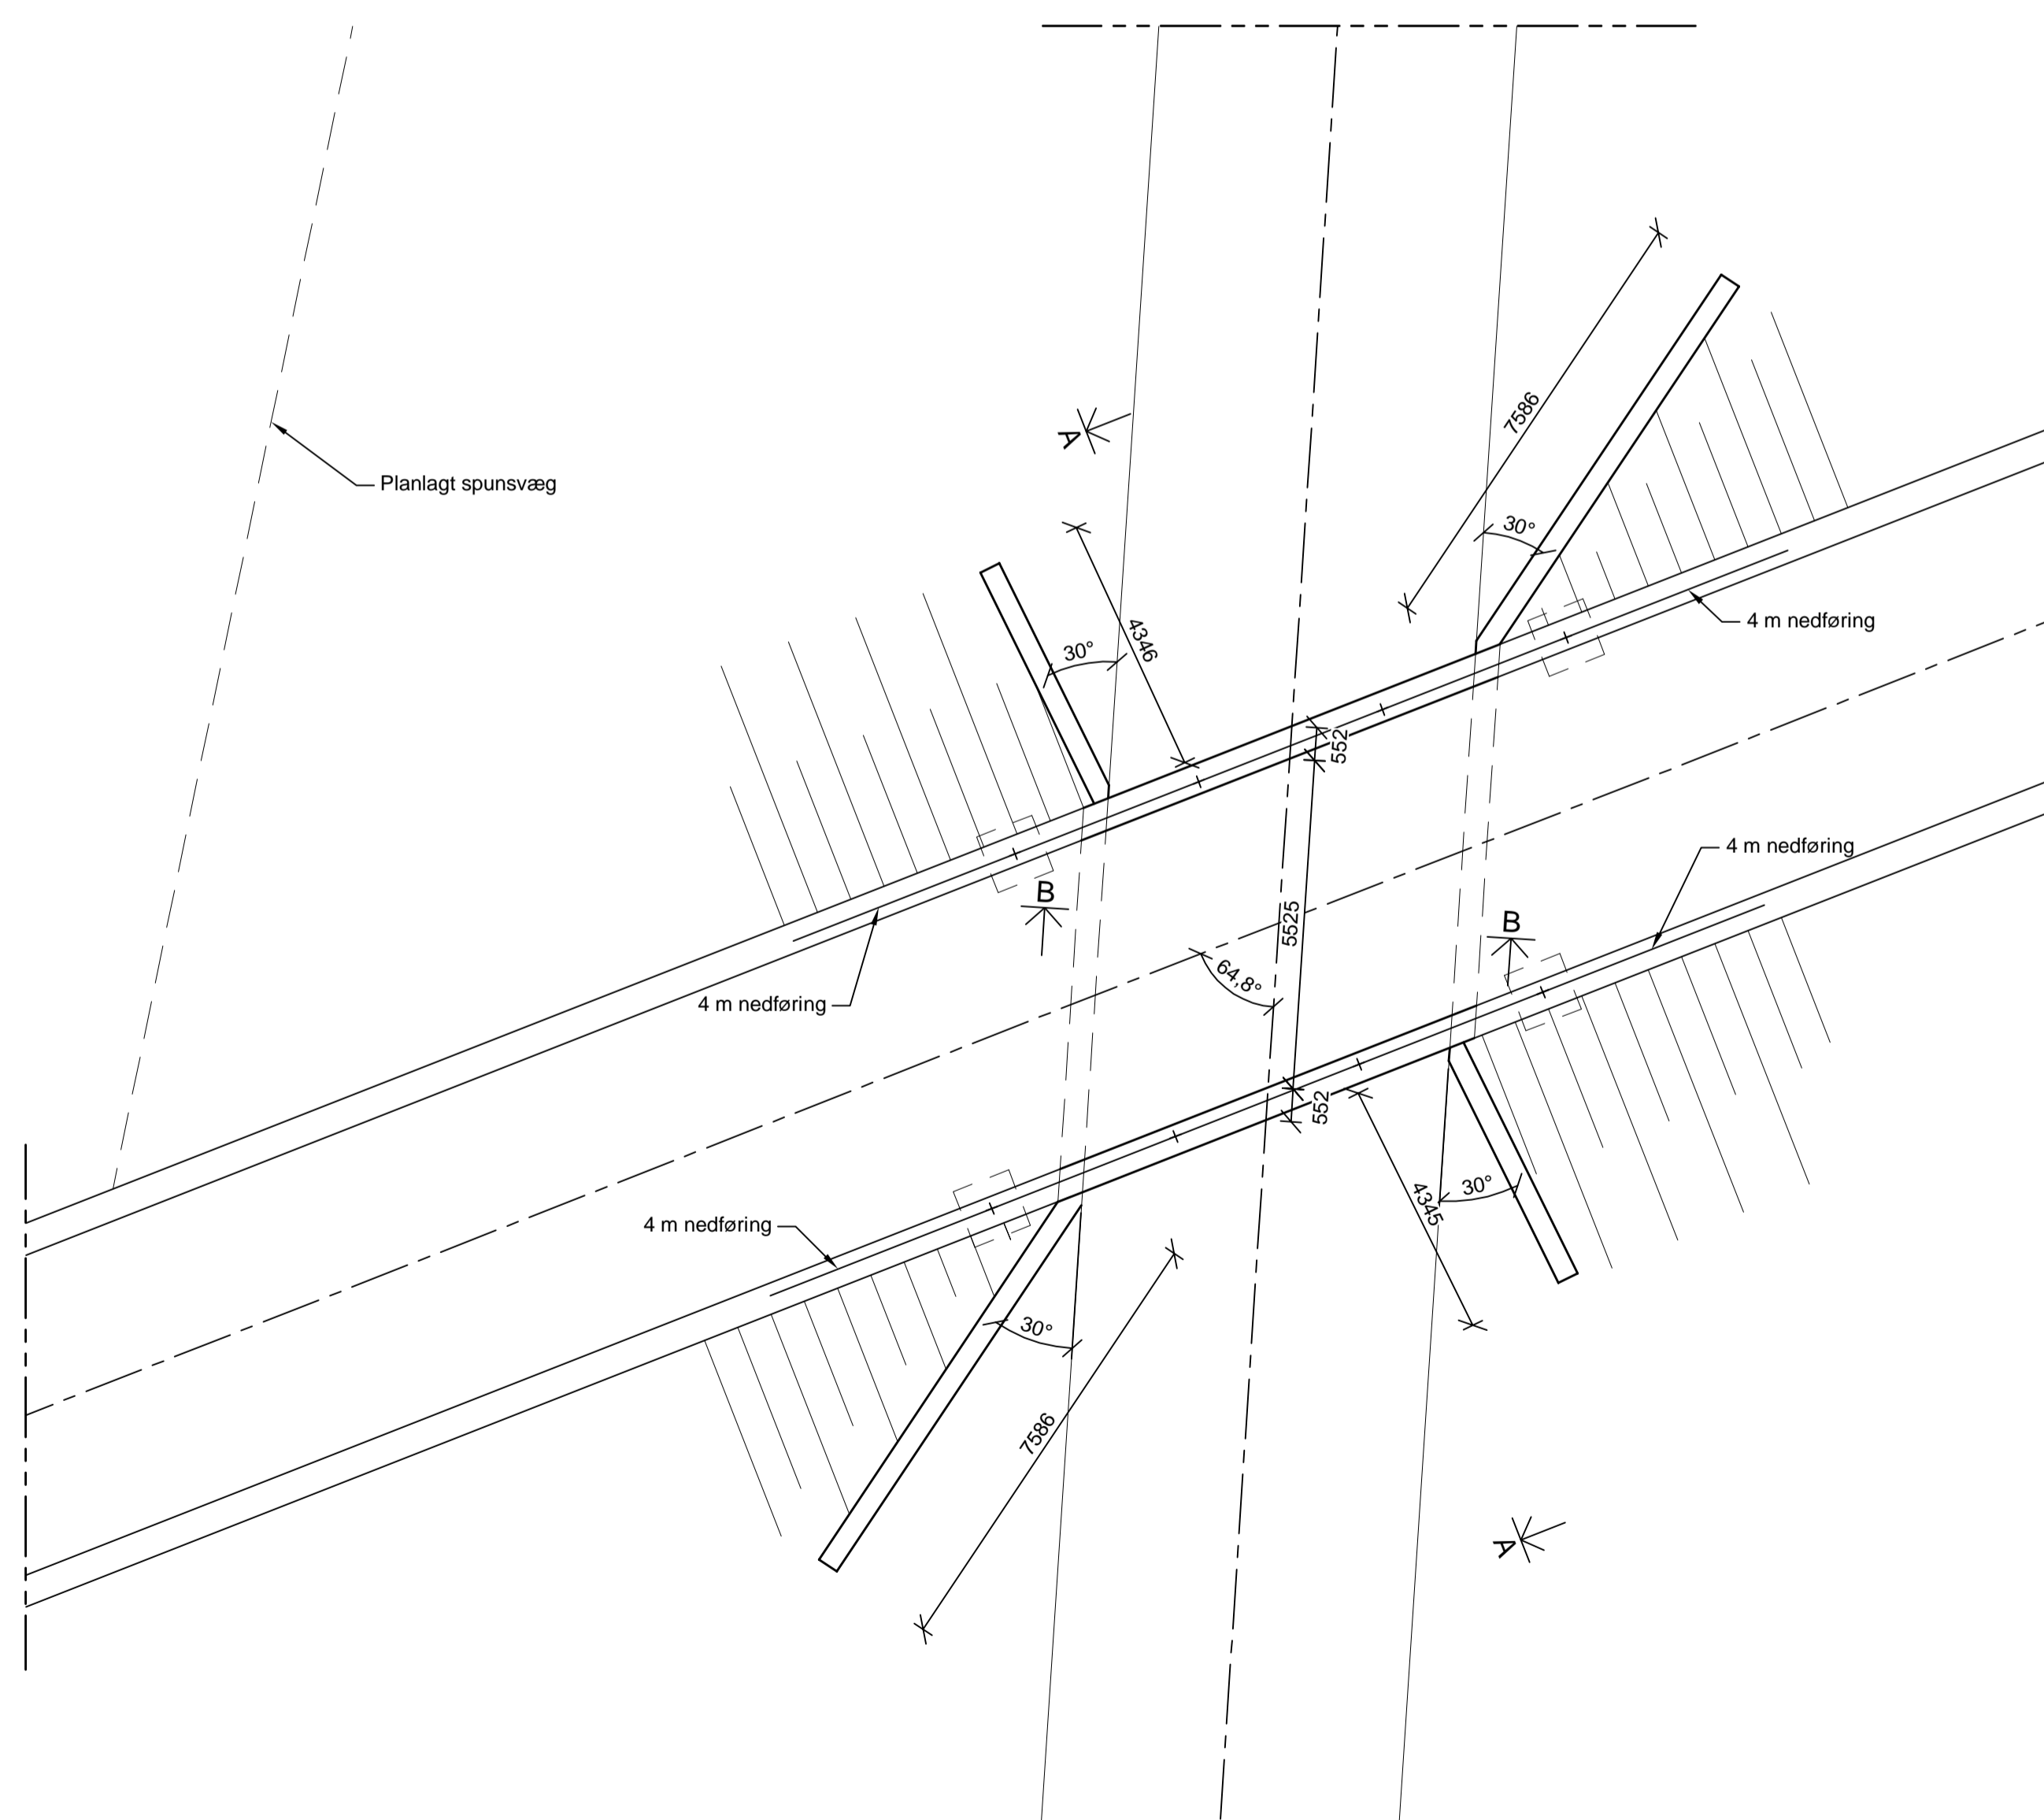 7586
A
Planlagt spunsvæg
30°
4 m nedføring
4346
30°
552
4 m nedføring
B
B
5525
64,8°
4 m nedføring
552
30°
4345
4 m nedføring
30°
7586
A